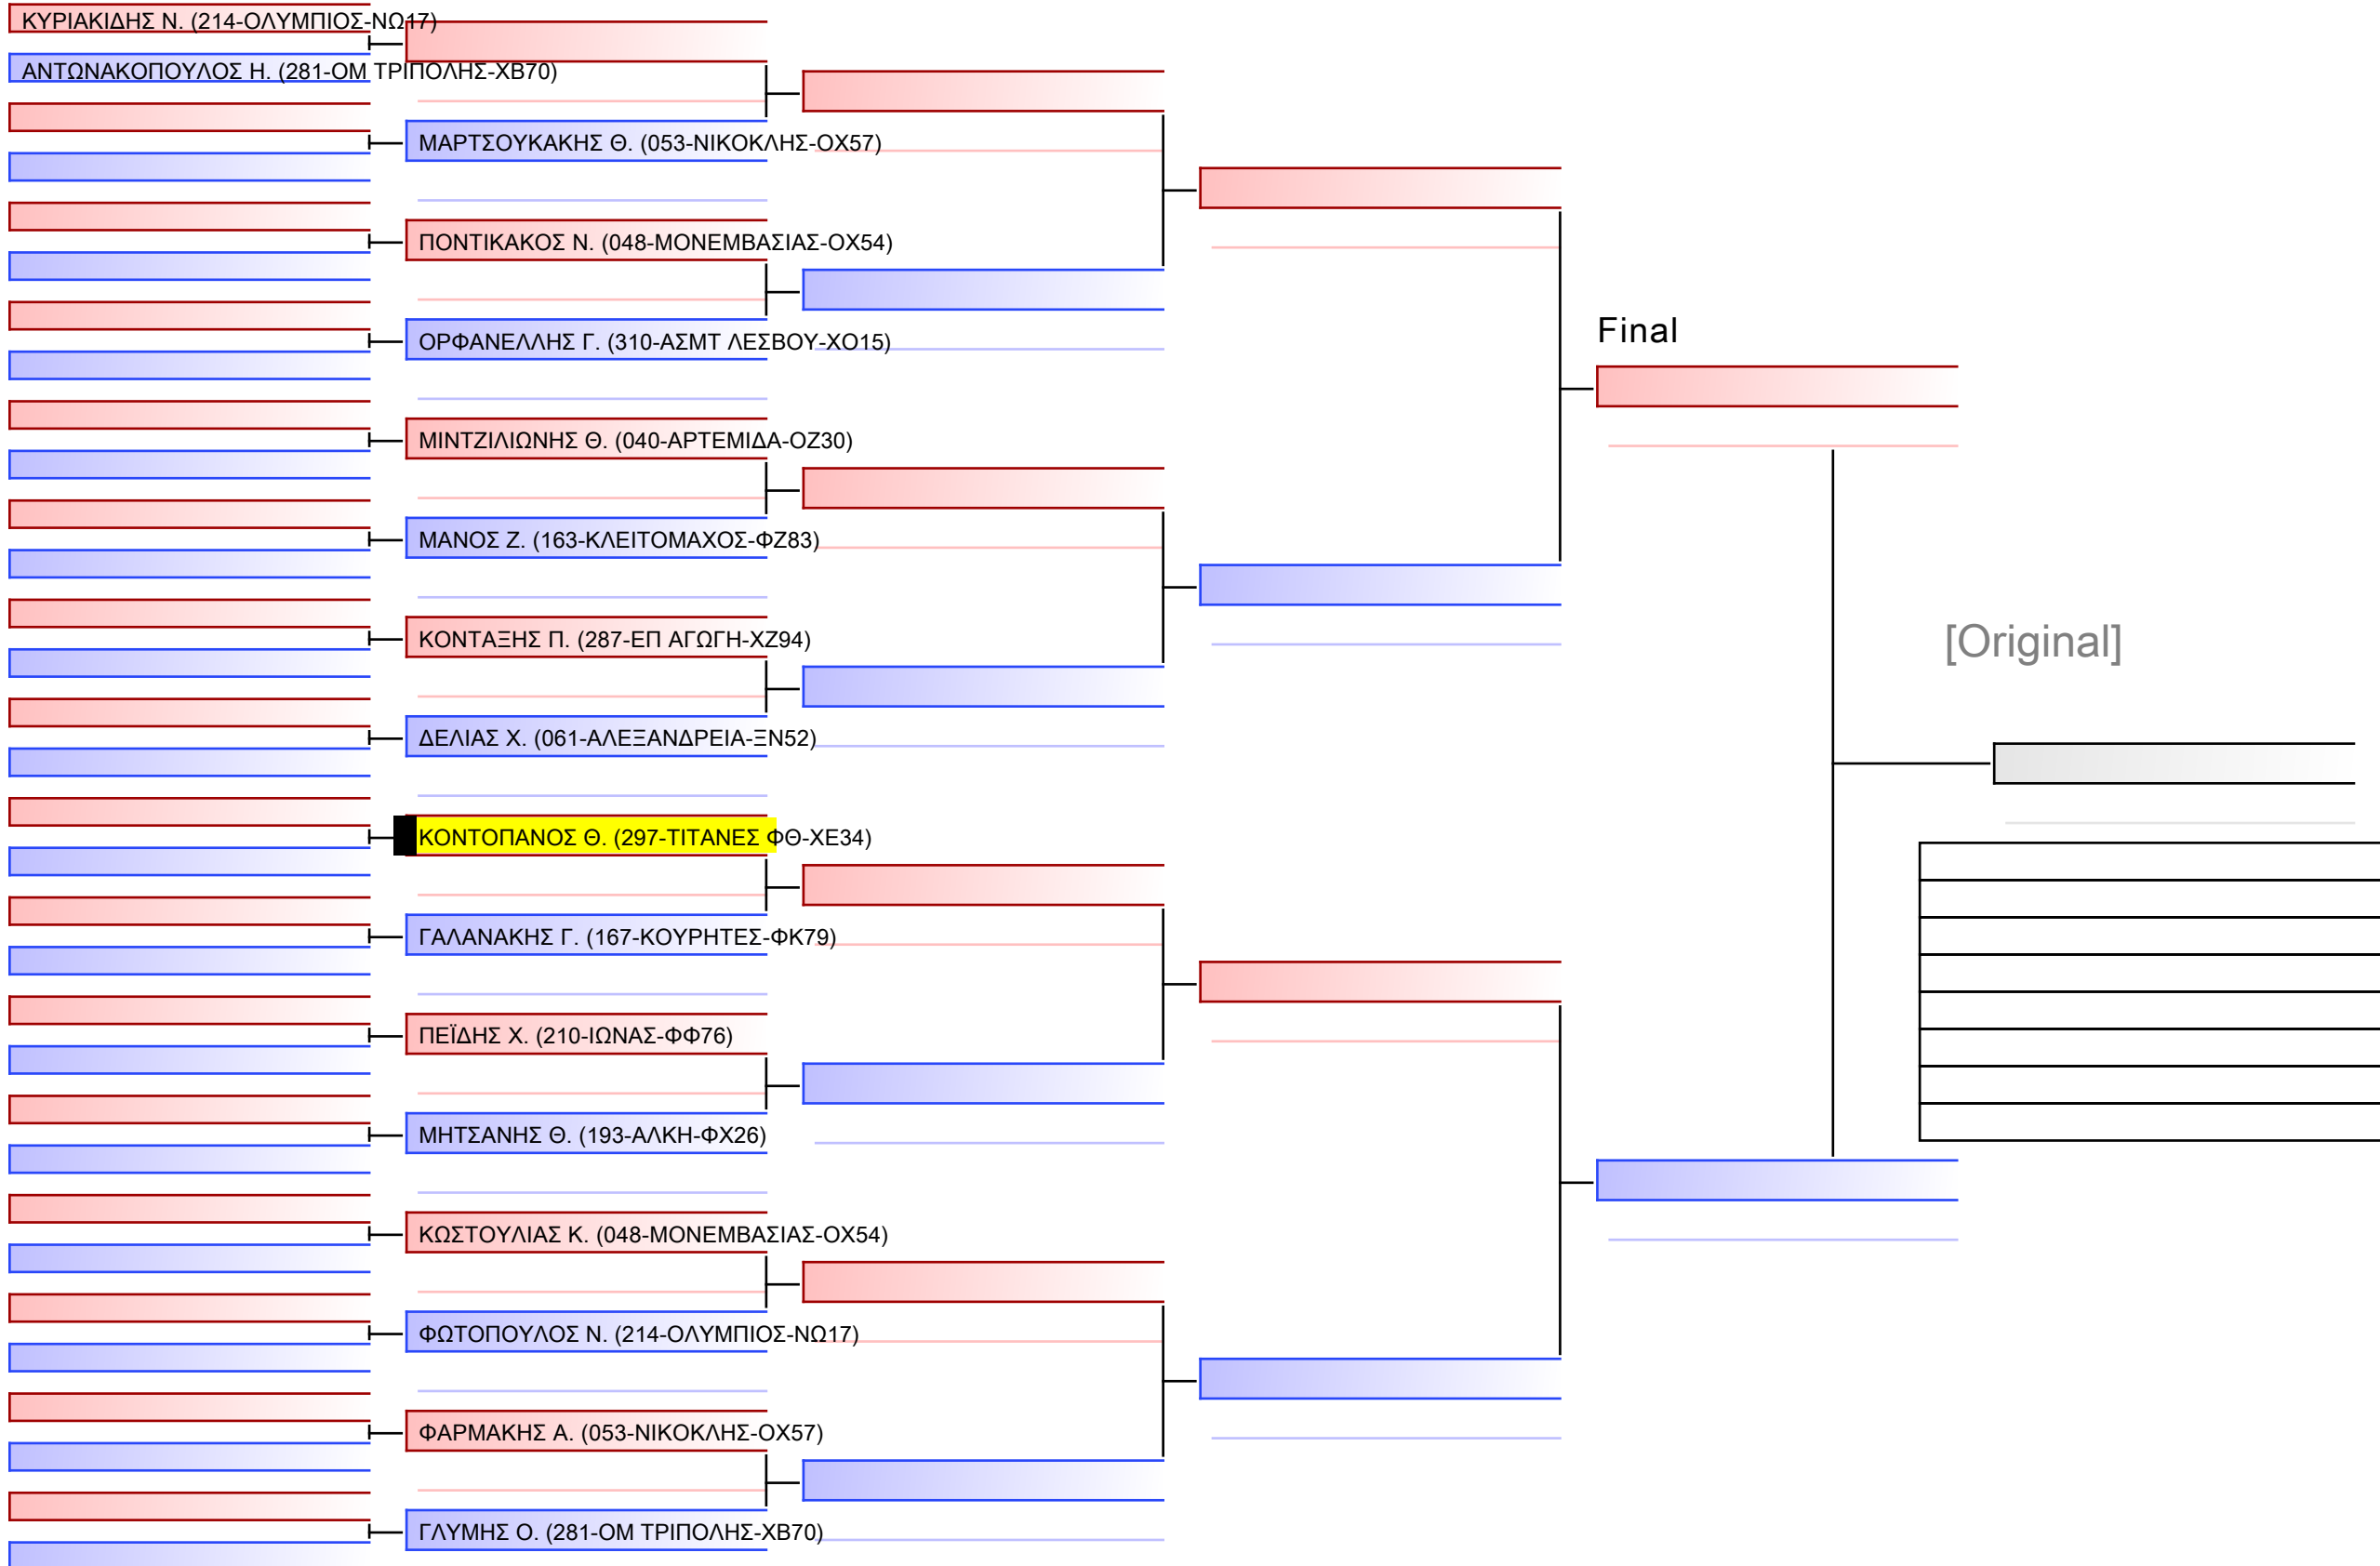 ΚΥΡΙΑΚΙΔΗΣ Ν. (214-ΟΛΥΜΠΙΟΣ-ΝΩ17)
ΑΝΤΩΝΑΚΟΠΟΥΛΟΣ Η. (281-ΟΜ ΤΡΙΠΟΛΗΣ-ΧΒ70)
ΜΑΡΤΣΟΥΚΑΚΗΣ Θ. (053-ΝΙΚΟΚΛΗΣ-ΟΧ57)
ΠΟΝΤΙΚΑΚΟΣ Ν. (048-ΜΟΝΕΜΒΑΣΙΑΣ-ΟΧ54)
ΟΡΦΑΝΕΛΛΗΣ Γ. (310-ΑΣΜΤ ΛΕΣΒΟΥ-ΧΟ15)
Final
ΜΙΝΤΖΙΛΙΩΝΗΣ Θ. (040-ΑΡΤΕΜΙΔΑ-ΟΖ30)
ΜΑΝΟΣ Ζ. (163-ΚΛΕΙΤΟΜΑΧΟΣ-ΦΖ83)
ΚΟΝΤΑΞΗΣ Π. (287-ΕΠ ΑΓΩΓΗ-ΧΖ94)
[Original]
ΔΕΛΙΑΣ Χ. (061-ΑΛΕΞΑΝΔΡΕΙΑ-ΞΝ52)
ΚΟΝΤΟΠΑΝΟΣ Θ. (297-ΤΙΤΑΝΕΣ ΦΘ-ΧΕ34)
ΓΑΛΑΝΑΚΗΣ Γ. (167-ΚΟΥΡΗΤΕΣ-ΦΚ79)
ΠΕΪΔΗΣ Χ. (210-ΙΩΝΑΣ-ΦΦ76)
ΜΗΤΣΑΝΗΣ Θ. (193-ΑΛΚΗ-ΦΧ26)
ΚΩΣΤΟΥΛΙΑΣ Κ. (048-ΜΟΝΕΜΒΑΣΙΑΣ-ΟΧ54)
ΦΩΤΟΠΟΥΛΟΣ Ν. (214-ΟΛΥΜΠΙΟΣ-ΝΩ17)
ΦΑΡΜΑΚΗΣ Α. (053-ΝΙΚΟΚΛΗΣ-ΟΧ57)
ΓΛΥΜΗΣ Ο. (281-ΟΜ ΤΡΙΠΟΛΗΣ-ΧΒ70)